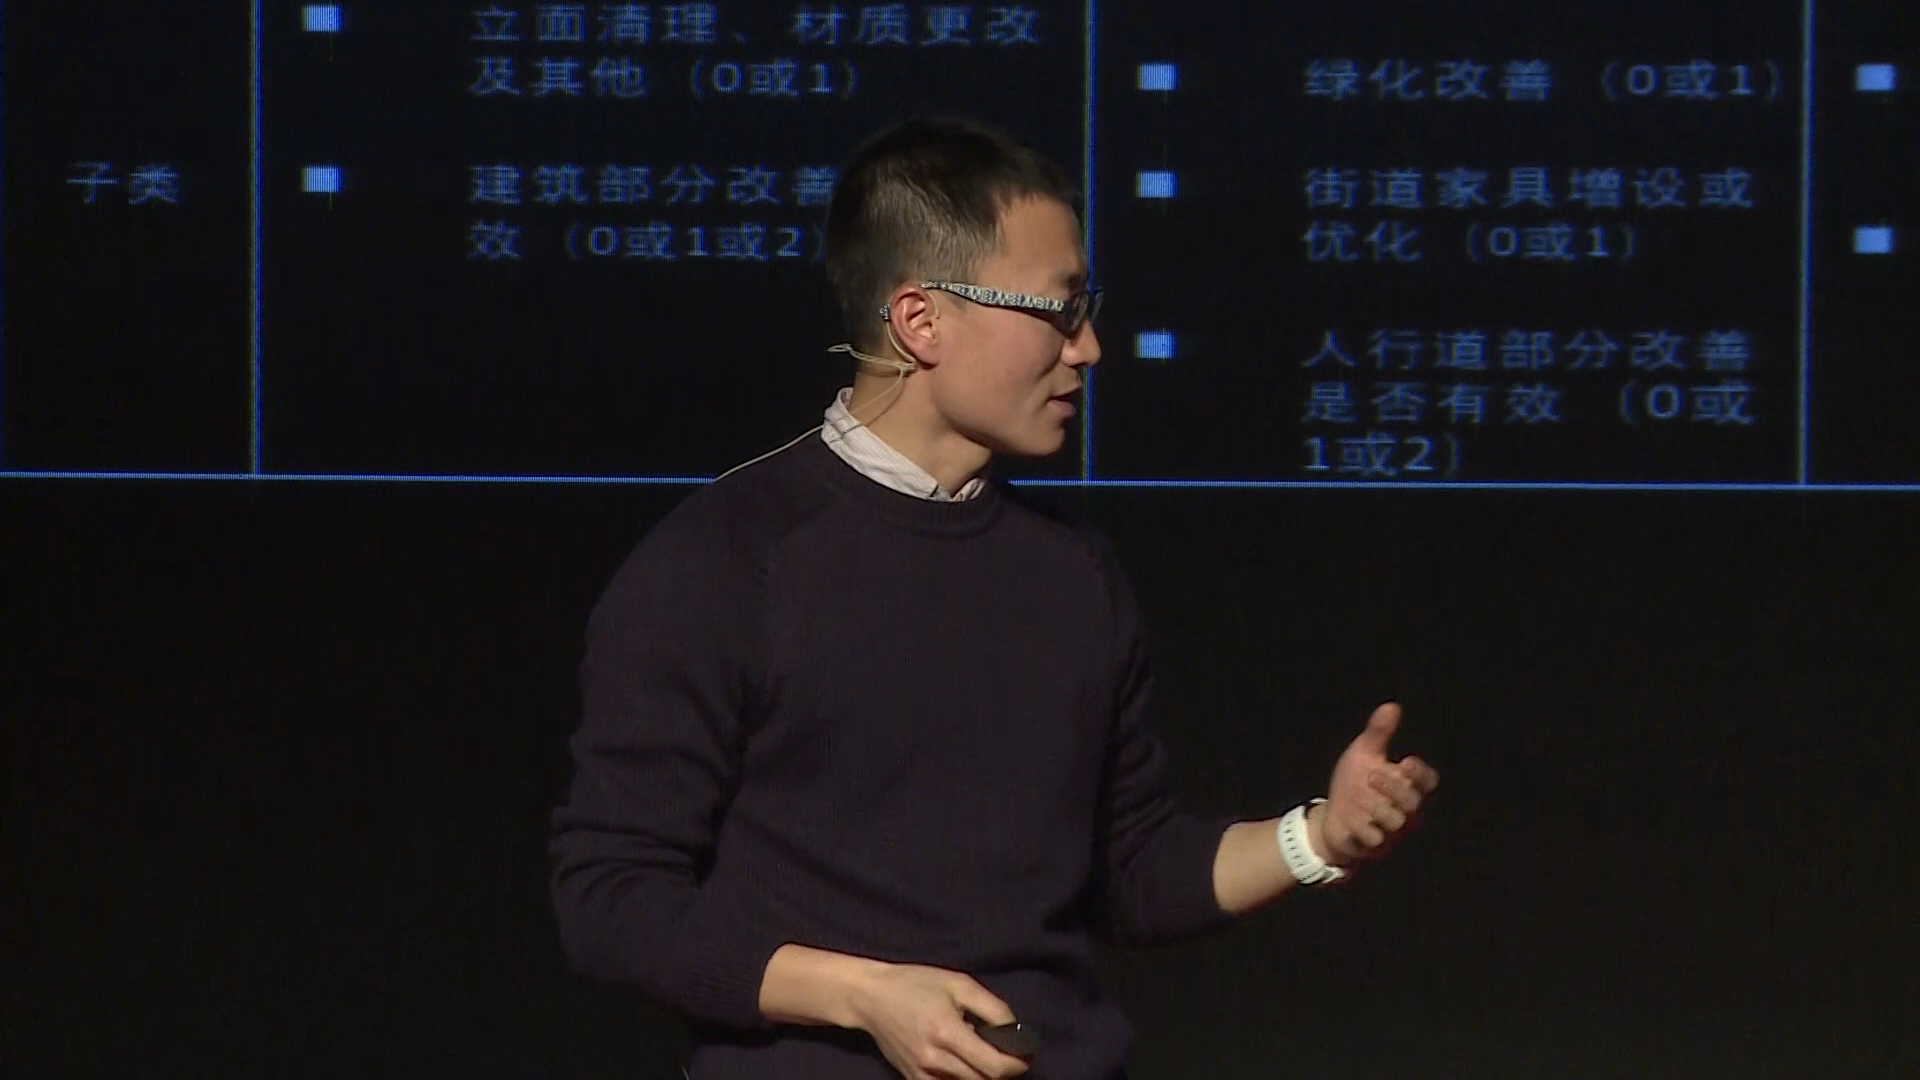 立面清理、材质更改
及其他（0或1）
子类
建筑部分改善
效（0或1或2）
绿化改善（0或1）
街道家具增设或
优化（0或1）
人行道部分改善
是否有效（0或
1或2）